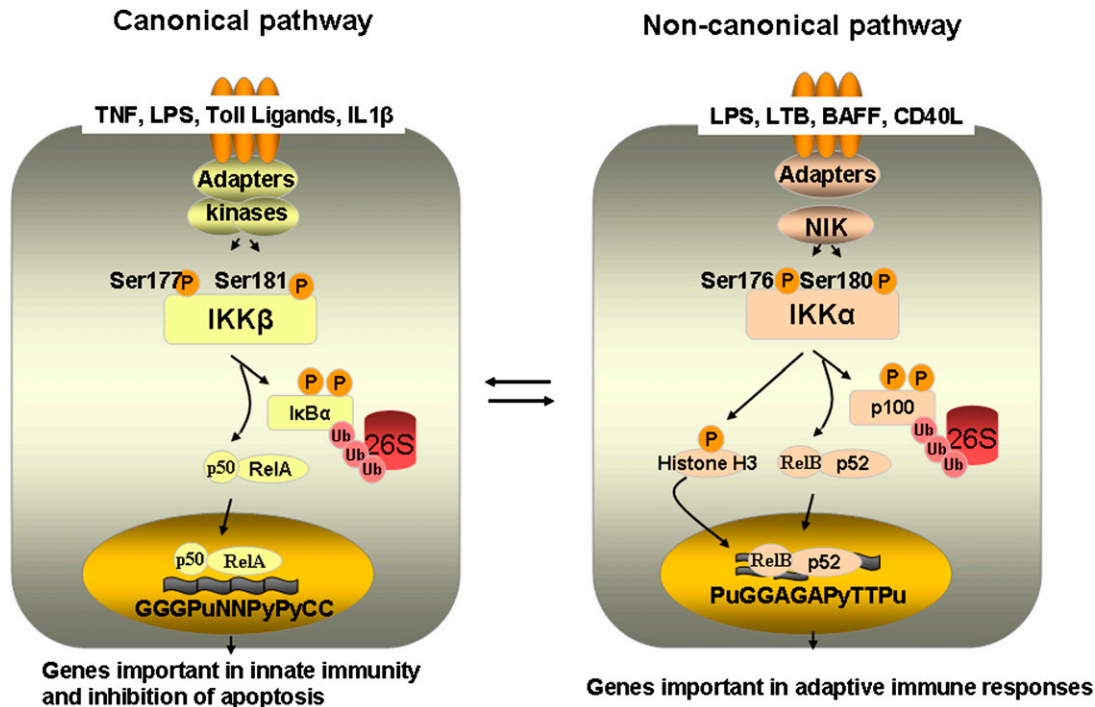 Canonical pathway
TNF, LPS, Toll Ligands, IL1β
Adapters
kinases
Ser177 P Ser181 P
IKKβ
P P
IκBα
Ub
Ub
Ub
26S
p50 RelA
p50 RelA
GGGPuNNPyPyCC
Genes important in innate immunity
and inhibition of apoptosis
Non-canonical pathway
LPS, LTB, BAFF, CD40L
Adapters
NIK
Ser176 P Ser180 P
IKKα
P P
p100
Ub
Ub
Ub
26S
P
Histone H3
RelB p52
RelB p52
PuGGAGAPyTTPu
Genes important in adaptive immune responses